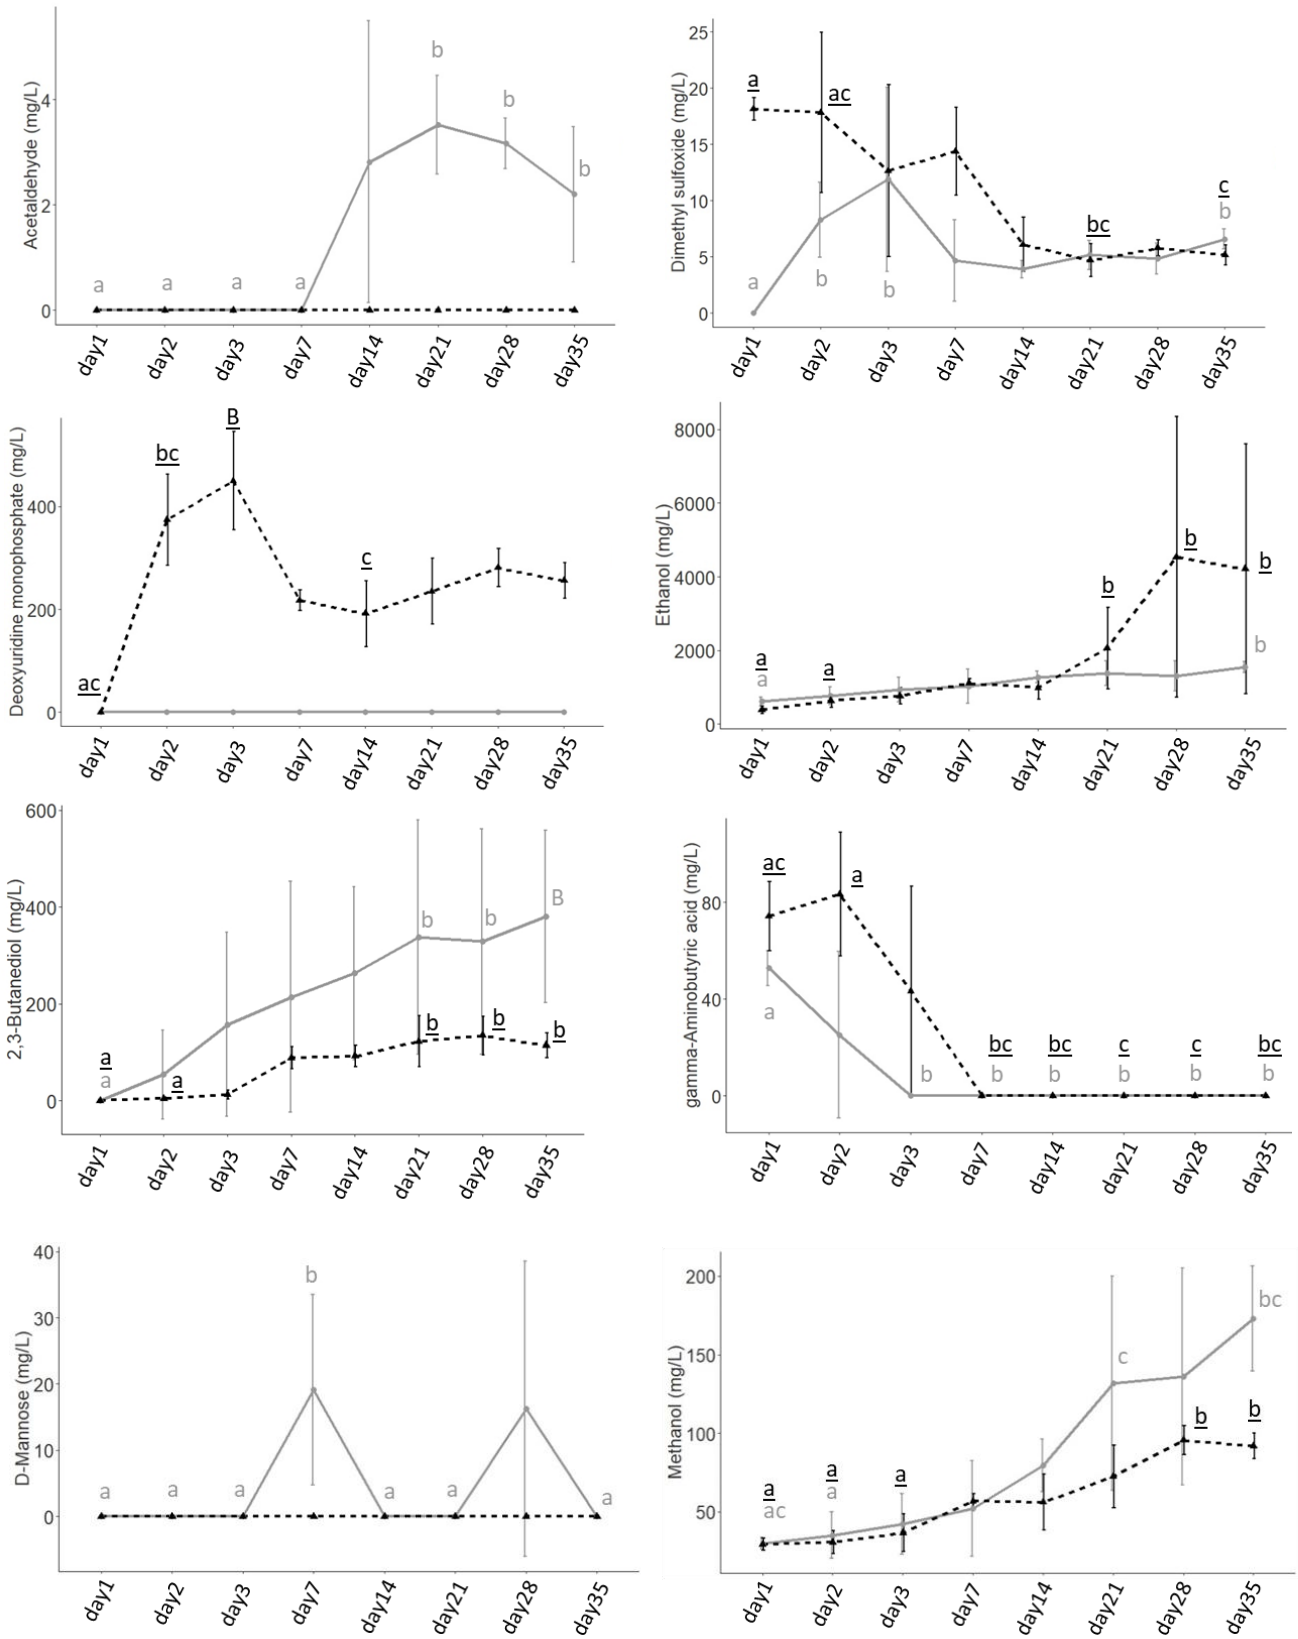 Acetaldehyde (mg/L)
4
2
0
a
a
a
a
b
b
b
day1
day2
day3
day7
day14
day21
day28
day35
Dimethyl sulfoxide (mg/L)
25
20
15
10
5
0
a
ac
bc
c
b
a
b
b
day1
day2
day3
day7
day14
day21
day28
day35
Deoxyuridine monophosphate (mg/L)
400
200
0
ac
bc
B
c
day1
day2
day3
day7
day14
day21
day28
day35
Ethanol (mg/L)
8000
6000
4000
2000
0
a
a
a
b
b
b
b
day1
day2
day3
day7
day14
day21
day28
day35
2,3-Butanediol (mg/L)
600
400
200
0
a
a
a
b
b
B
b
b
b
day1
day2
day3
day7
day14
day21
day28
day35
gamma-Aminobutyric acid (mg/L)
80
40
0
ac
a
a
b
bc
bc
c
c
bc
b
b
b
b
b
day1
day2
day3
day7
day14
day21
day28
day35
D-Mannose (mg/L)
40
30
20
10
0
a
a
a
b
a
a
a
day1
day2
day3
day7
day14
day21
day28
day35
Methanol (mg/L)
200
150
100
50
a
ac
a
a
a
c
b
bc
b
day1
day2
day3
day7
day14
day21
day28
day35